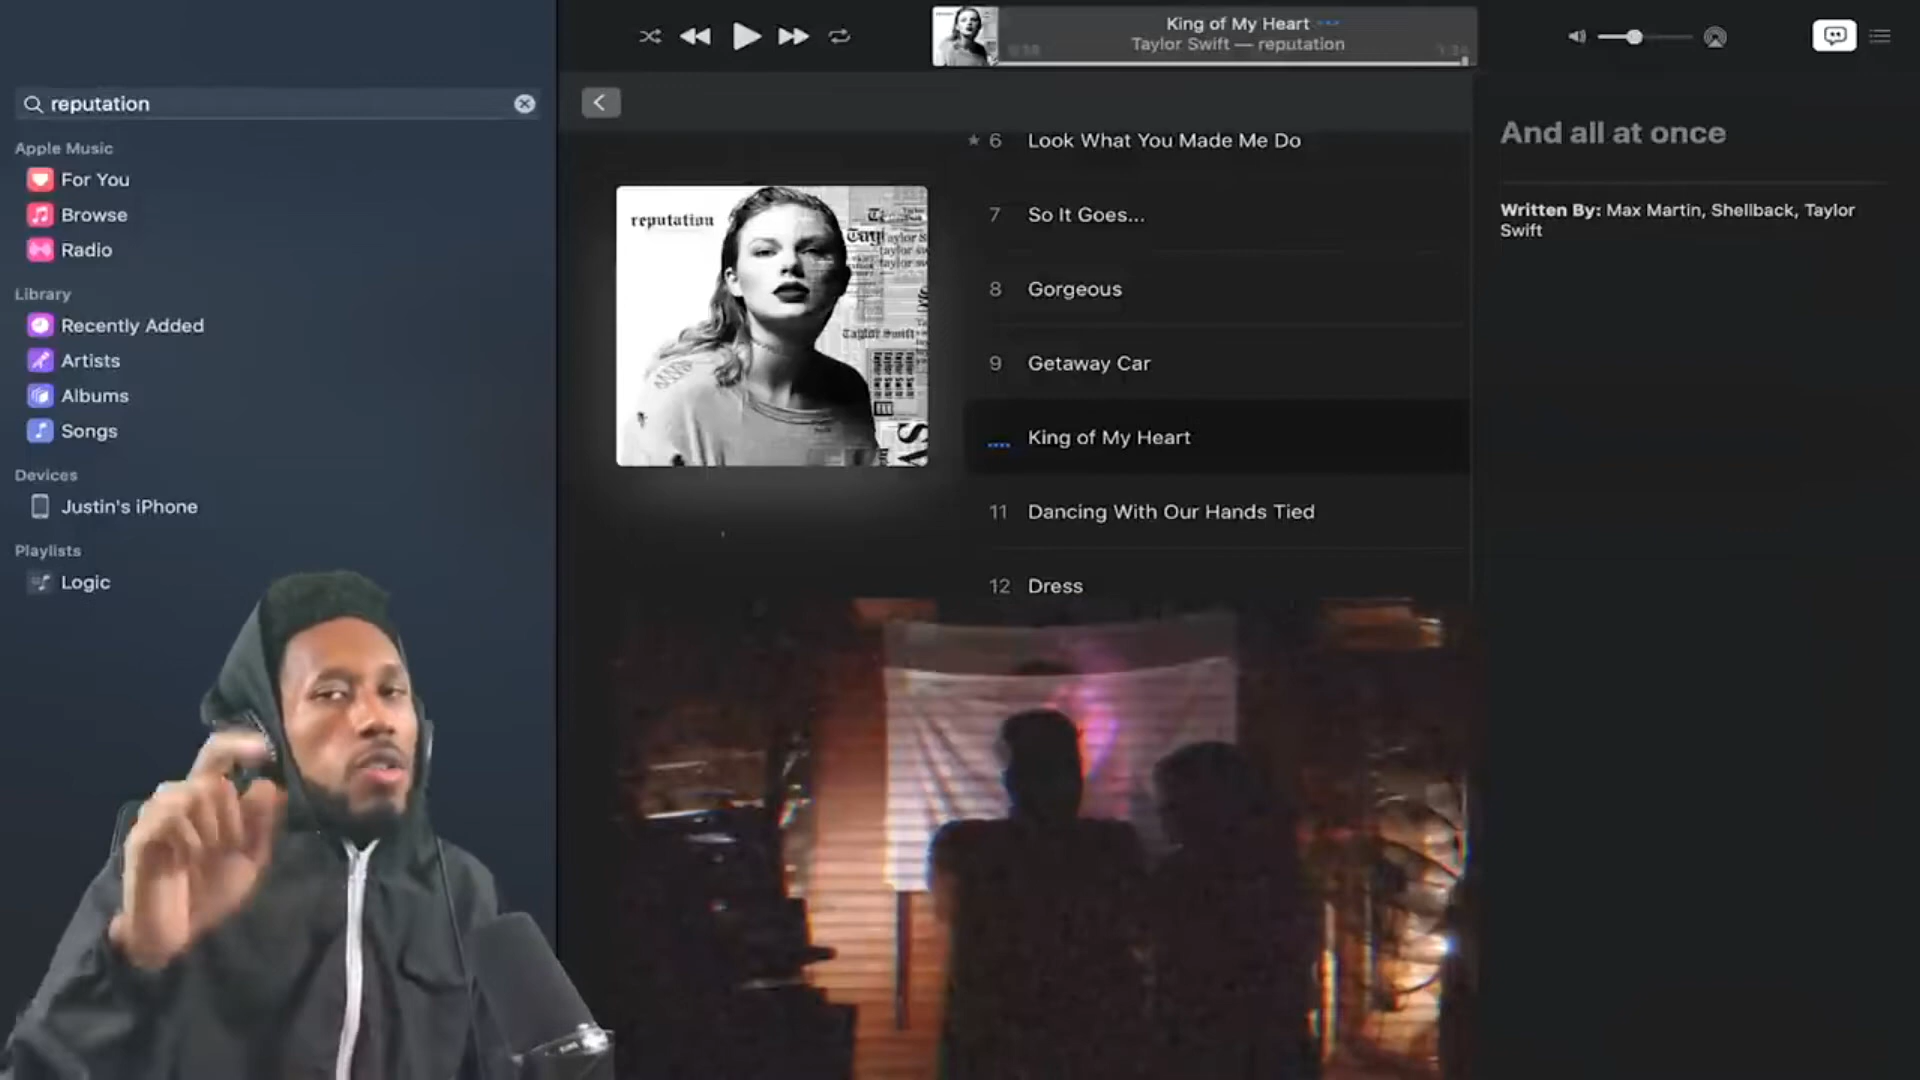 King of My Heart
Taylor Swift — reputation
reputation
Apple Music
For You
Browse
Radio
Library
Recently Added
Artists
Albums
Songs
Devices
Justin's iPhone
Playlists
Logic
reputation
Taylor Swift
★ 6 Look What You Made Me Do
7 So It Goes...
8 Gorgeous
9 Getaway Car
King of My Heart
11 Dancing With Our Hands Tied
12 Dress
And all at once
Written By: Max Martin, Shellback, Taylor
Swift